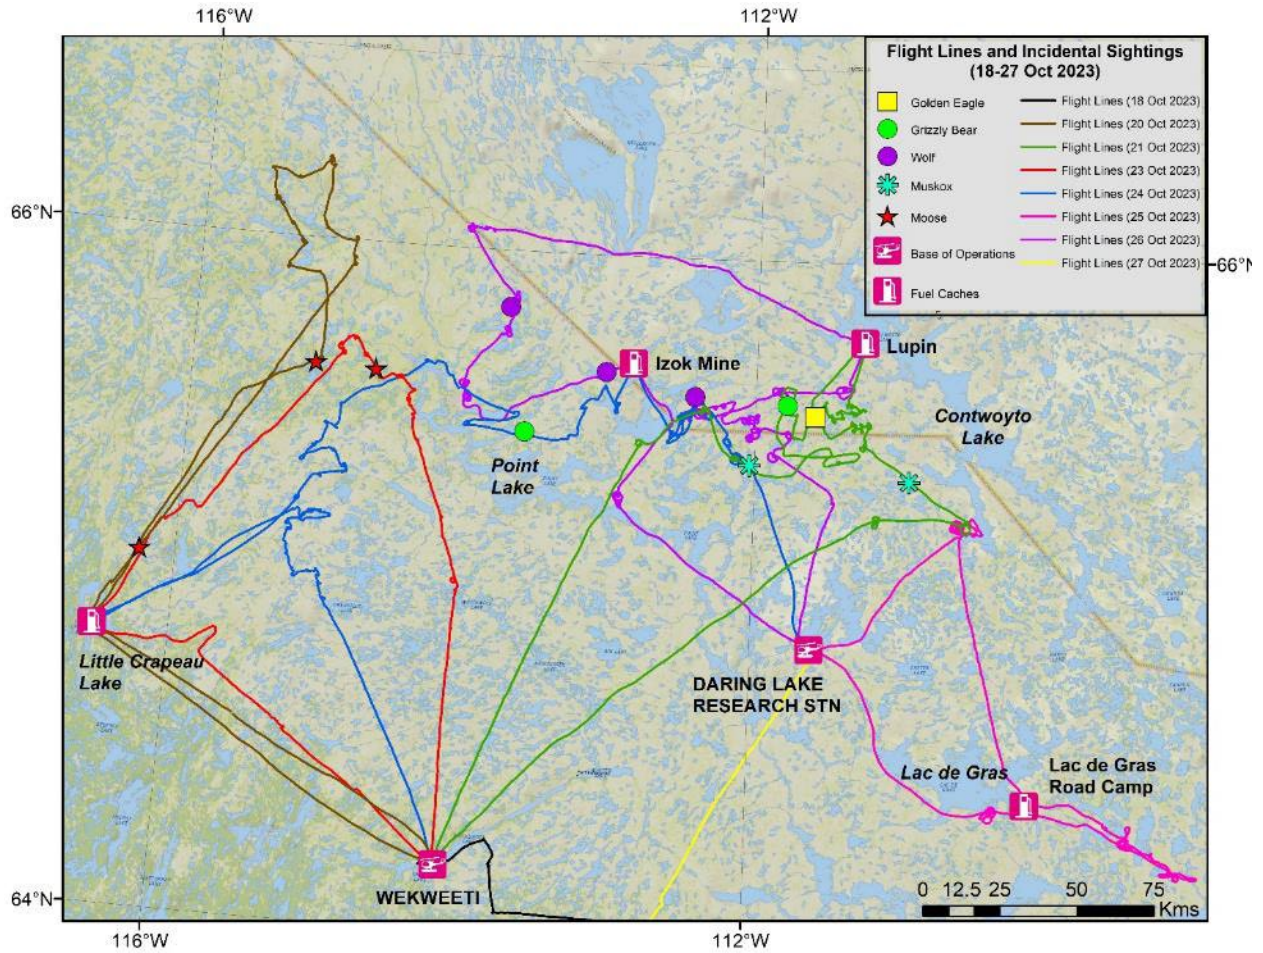 116°W
112°W
Flight Lines and Incidental Sightings
(18-27 Oct 2023)
Golden Eagle
Grizzly Bear
Wolf
Muskox
Moose
Base of Operations
Fuel Caches
Flight Lines (18 Oct 2023)
Flight Lines (20 Oct 2023)
Flight Lines (21 Oct 2023)
Flight Lines (23 Oct 2023)
Flight Lines (24 Oct 2023)
Flight Lines (25 Oct 2023)
Flight Lines (26 Oct 2023)
Flight Lines (27 Oct 2023)
66°N
66°N
Lupin
Izok Mine
Contwoyto
Lake
Point
Lake
Little Crapeau
Lake
DARING LAKE
RESEARCH STN
Lac de Gras
Lac de Gras
Road Camp
WEKWEETI
64°N
0 12.5 25 50 75
Kms
116°W
112°W